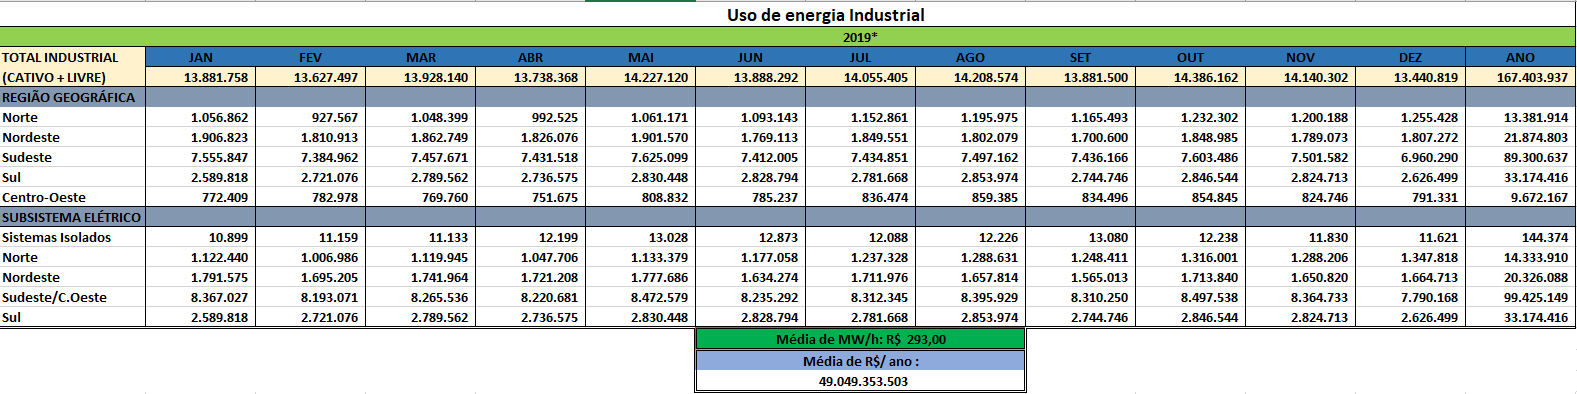 Uso de energia Industrial
2019*
TOTAL INDUSTRIAL JAN FEV MAR ABR MAI JUN JUL AGO SET OUT NOV DEZ ANO
(CATIVO + LIVRE) 13.881.758 13.627.497 13.928.140 13.738.368 14.227.120 13.888.292 14.055.405 14.208.574 13.881.500 14.386.162 14.140.302 13.440.819 167.403.937
REGIÃO GEOGRÁFICA
Norte 1.056.862 927.567 1.048.399 992.525 1.061.171 1.093.143 1.152.861 1.195.975 1.165.493 1.232.302 1.200.188 1.255.428 13.381.914
Nordeste 1.906.823 1.810.913 1.862.749 1.826.076 1.901.570 1.769.113 1.849.551 1.802.079 1.700.600 1.848.985 1.789.073 1.807.272 21.874.803
Sudeste 7.555.847 7.384.962 7.457.671 7.431.518 7.625.099 7.412.005 7.434.851 7.497.162 7.436.166 7.603.486 7.501.582 6.960.290 89.300.637
Sul 2.589.818 2.721.076 2.789.562 2.736.575 2.830.448 2.828.794 2.781.668 2.853.974 2.744.746 2.846.544 2.824.713 2.626.499 33.174.416
Centro-Oeste 772.409 782.978 769.760 751.675 808.832 785.237 836.474 859.385 834.496 854.845 824.746 791.331 9.672.167
SUBSISTEMA ELÉTRICO
Sistemas Isolados 10.899 11.159 11.133 12.199 13.028 12.873 12.088 12.226 13.080 12.238 11.830 11.621 144.374
Norte 1.122.440 1.006.986 1.119.945 1.047.706 1.133.379 1.177.058 1.237.328 1.288.631 1.248.411 1.316.001 1.288.206 1.347.818 14.333.910
Nordeste 1.791.575 1.695.205 1.741.964 1.721.208 1.777.686 1.634.274 1.711.976 1.657.814 1.565.013 1.713.840 1.650.820 1.664.713 20.326.088
Sudeste/C.Oeste 8.367.027 8.193.071 8.265.536 8.220.681 8.472.579 8.235.292 8.312.345 8.395.929 8.310.250 8.497.538 8.364.733 7.790.168 99.425.149
Sul 2.589.818 2.721.076 2.789.562 2.736.575 2.830.448 2.828.794 2.781.668 2.853.974 2.744.746 2.846.544 2.824.713 2.626.499 33.174.416
Média de MW/h: R$ 293,00
Média de R$/ ano :
49.049.353.503